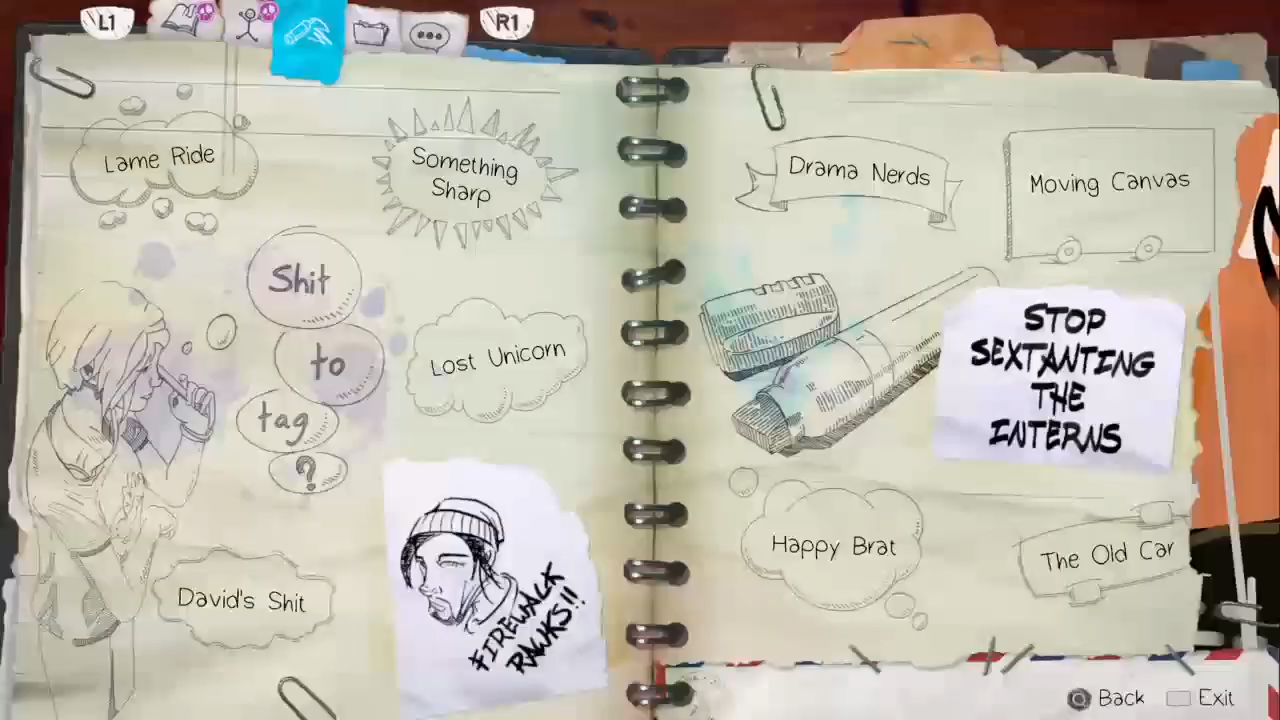 L1
R1
Lame Ride
Something
Sharp
Shit
to
tag
?
Lost Unicorn
David's Shit
FIREWALK
RAWKS!!
Drama Nerds
Moving Canvas
STOP
SEXTANTING
THE
INTERNS
Happy Brat
The Old Car
Back
Exit